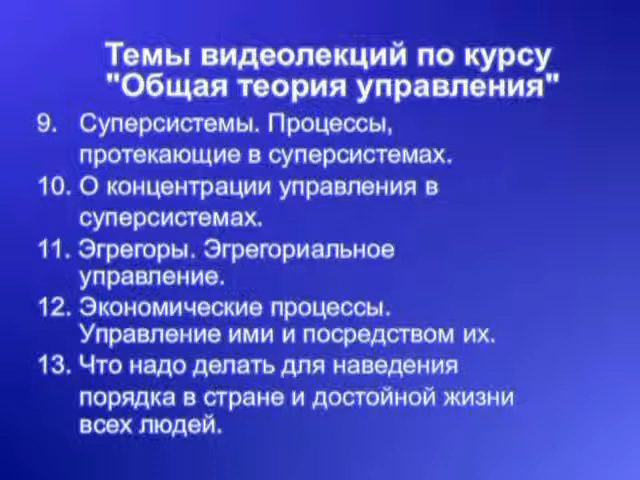 Темы видеолекций по курсу
"Общая теория управления"
9. Суперсистемы. Процессы,
протекающие в суперсистемах.
10. О концентрации управления в
суперсистемах.
11. Эгрегоры. Эгрегориальное
управление.
12. Экономические процессы.
Управление ими и посредством их.
13. Что надо делать для наведения
порядка в стране и достойной жизни
всех людей.